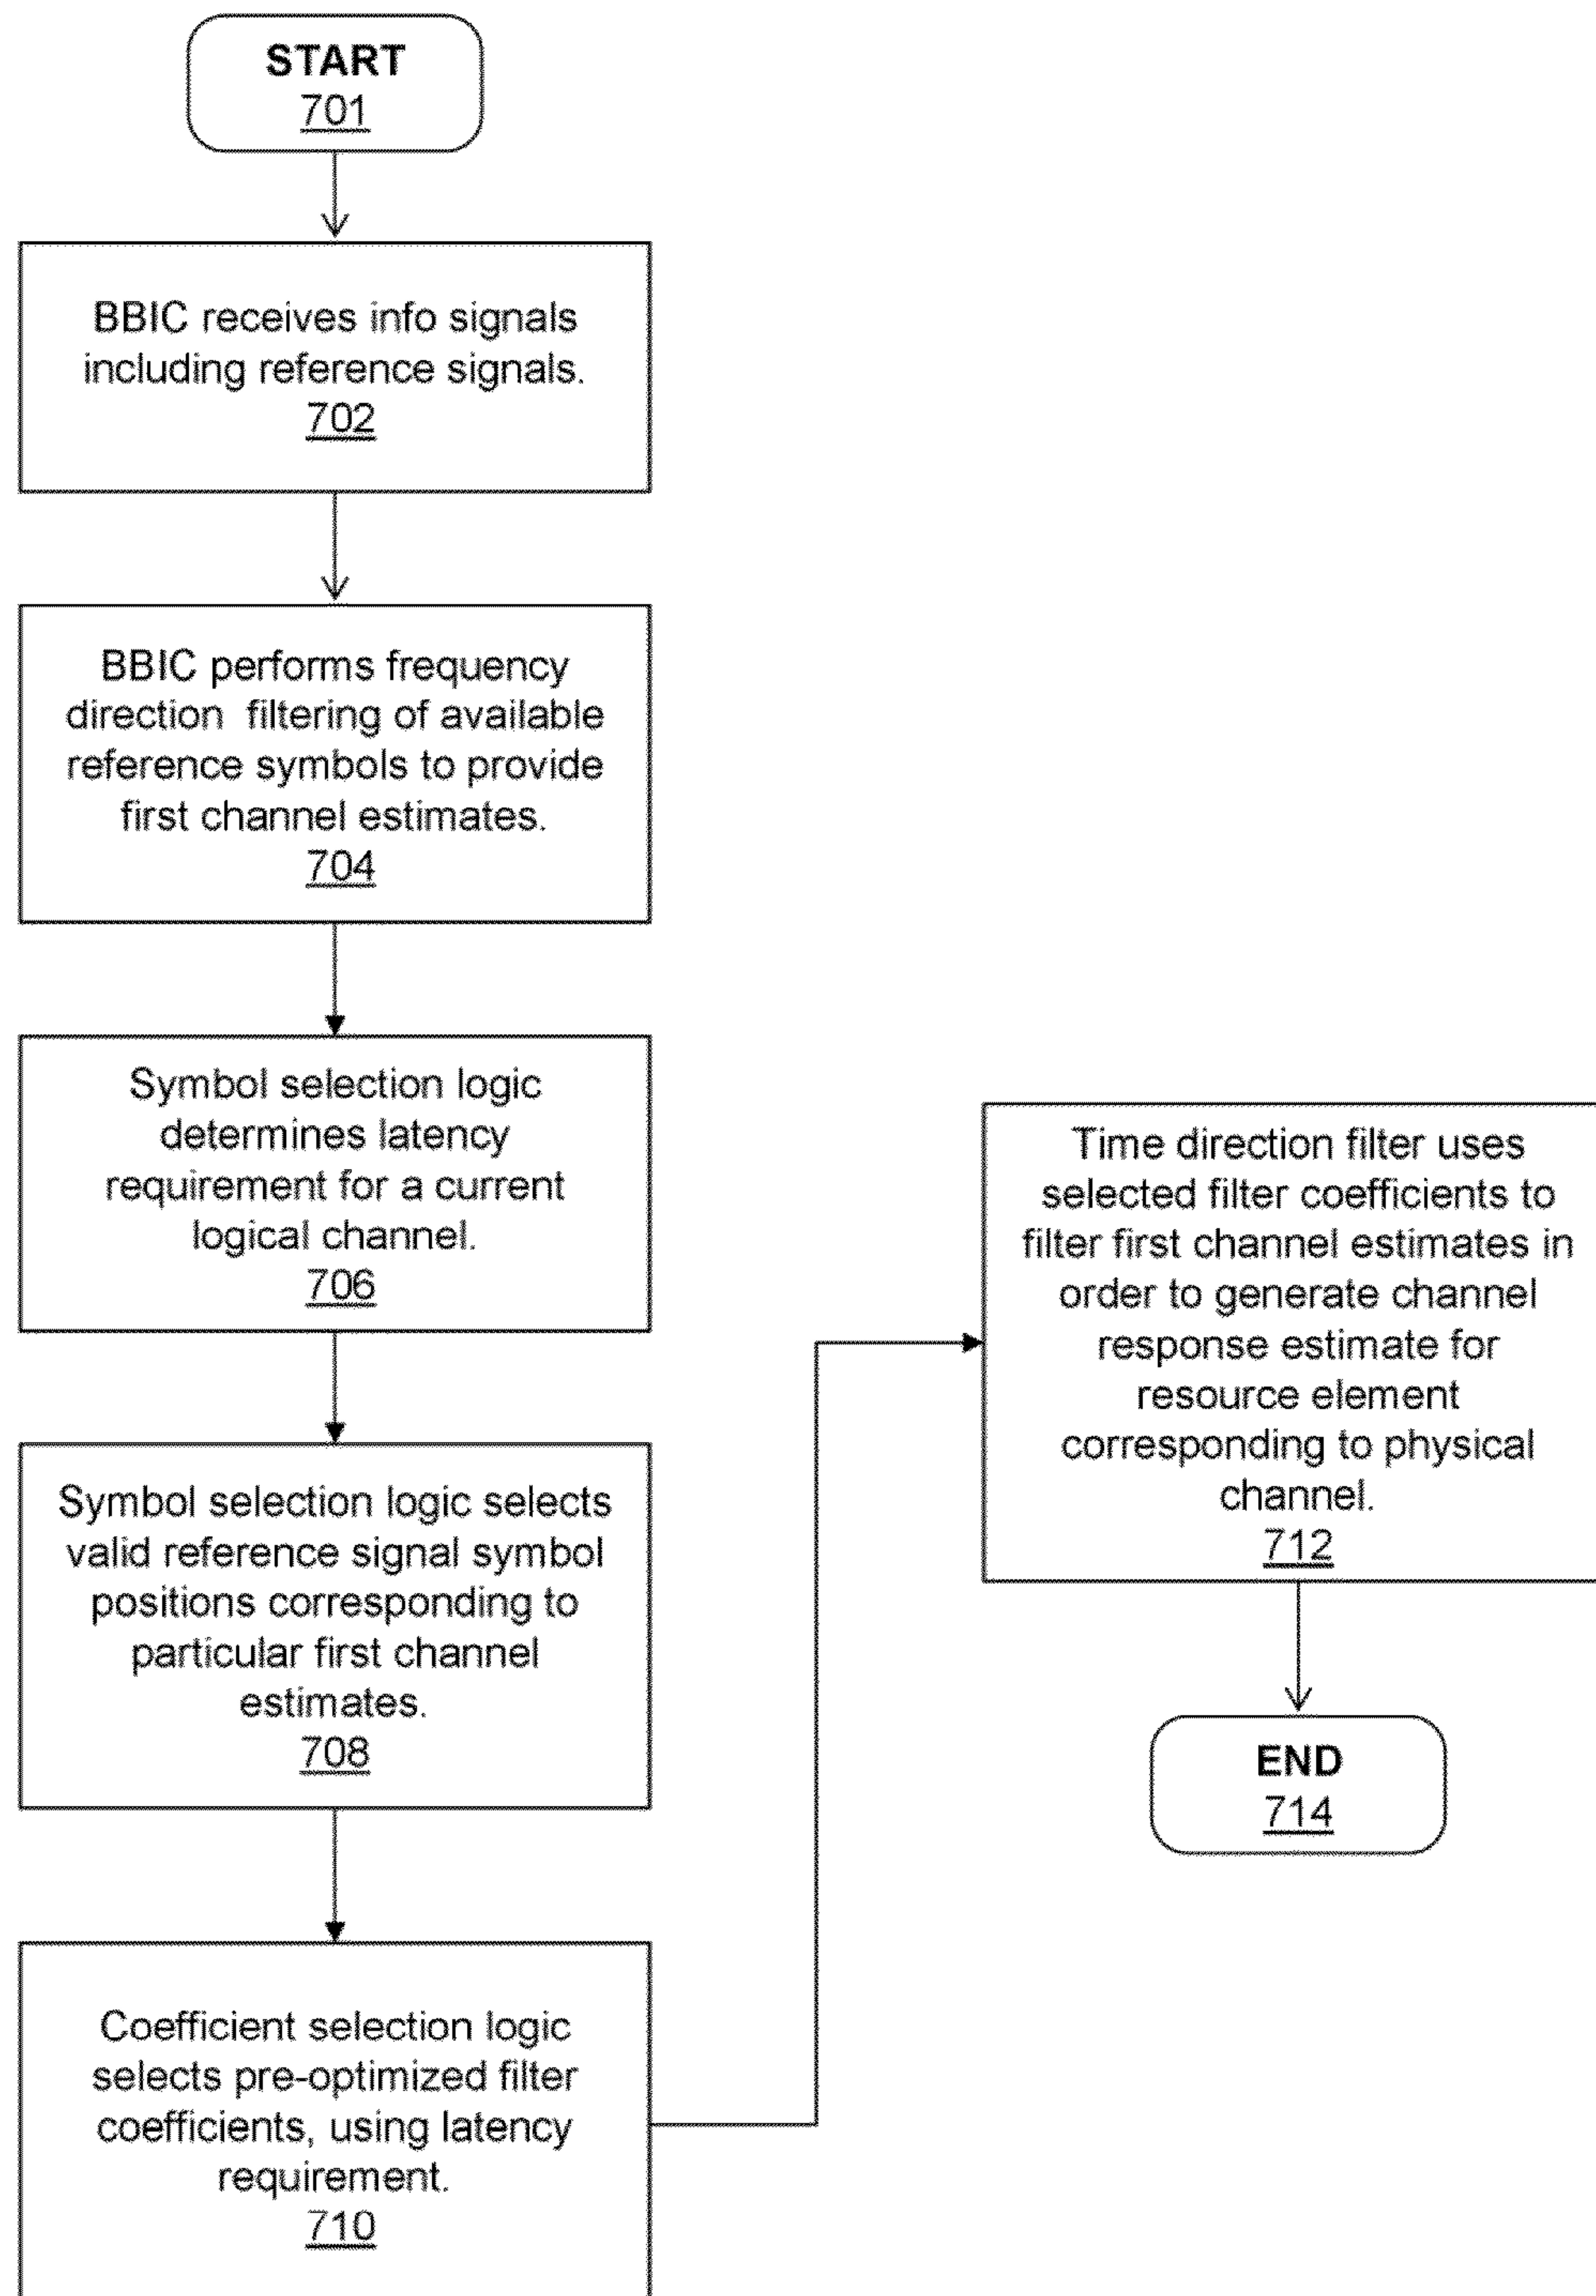 START
701
BBIC receives info signals
including reference signals.
702
BBIC performs frequency
direction filtering of available
reference symbols to provide
first channel estimates.
704
Symbol selection logic
determines latency
requirement for a current
logical channel.
706
Symbol selection logic selects
valid reference signal symbol
positions corresponding to
particular first channel
estimates.
708
Coefficient selection logic
selects pre-optimized filter
coefficients, using latency
requirement.
710
Time direction filter uses
selected filter coefficients to
filter first channel estimates in
order to generate channel
response estimate for
resource element
corresponding to physical
channel.
712
END
714